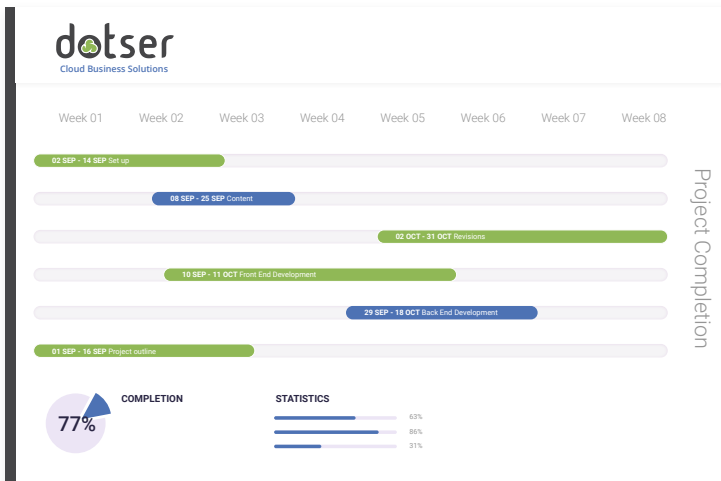 dotser
Cloud Business Solutions
Week 01 Week 02 Week 03 Week 04 Week 05 Week 06 Week 07 Week 08
02 SEP - 14 SEP Set up
08 SEP - 25 SEP Content
02 OCT - 31 OCT Revisions
10 SEP - 11 OCT Front End Development
29 SEP - 18 OCT Back End Development
01 SEP - 16 SEP Project outline
Project Completion
77%
COMPLETION
STATISTICS
63%
86%
31%